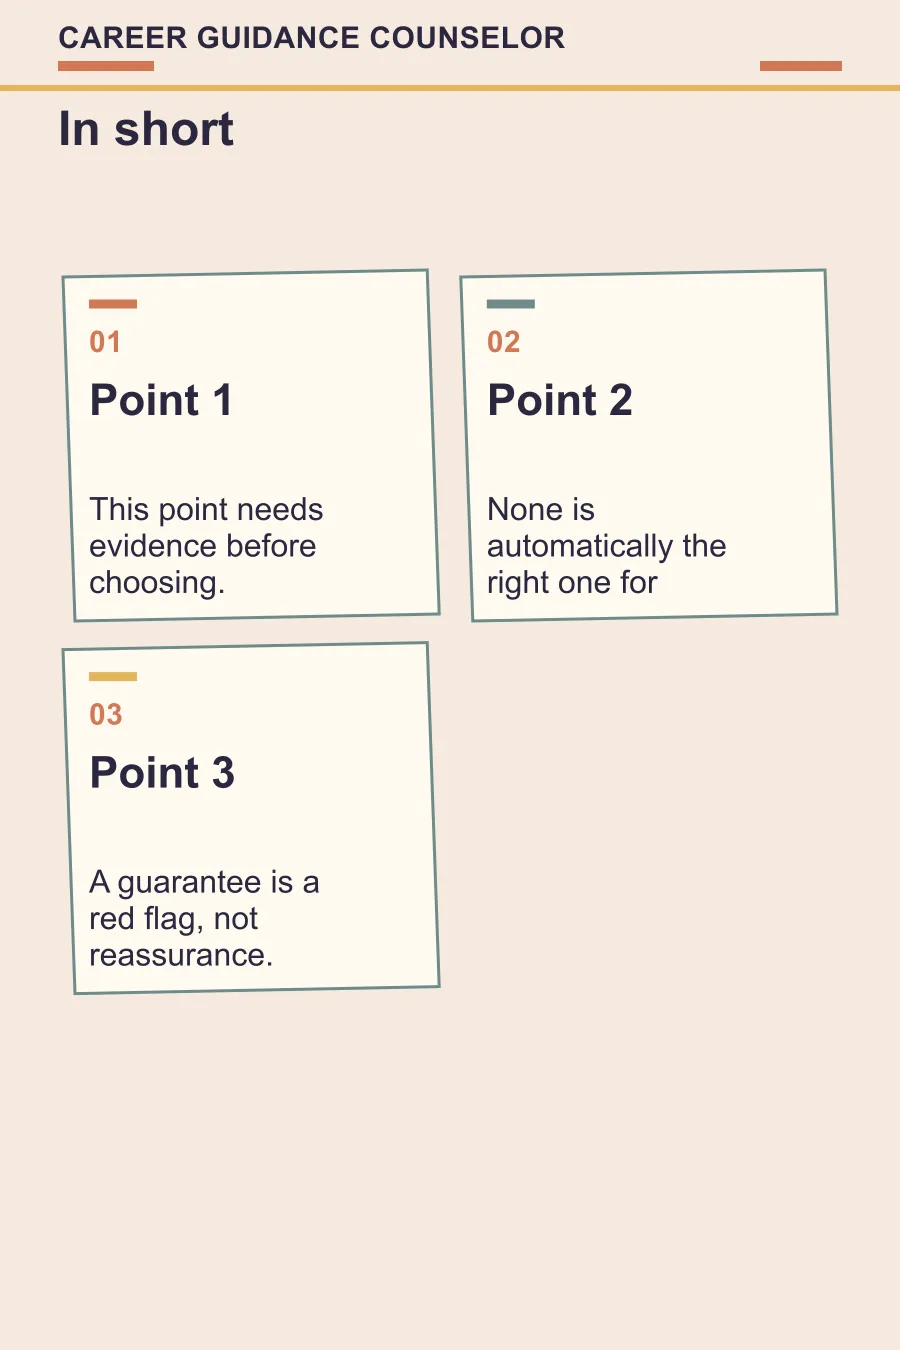 CAREER GUIDANCE COUNSELOR
In short
01
Point 1
This point needs
evidence before
choosing.
02
Point 2
None is
automatically the
right one for
03
Point 3
A guarantee is a
red flag, not
reassurance.